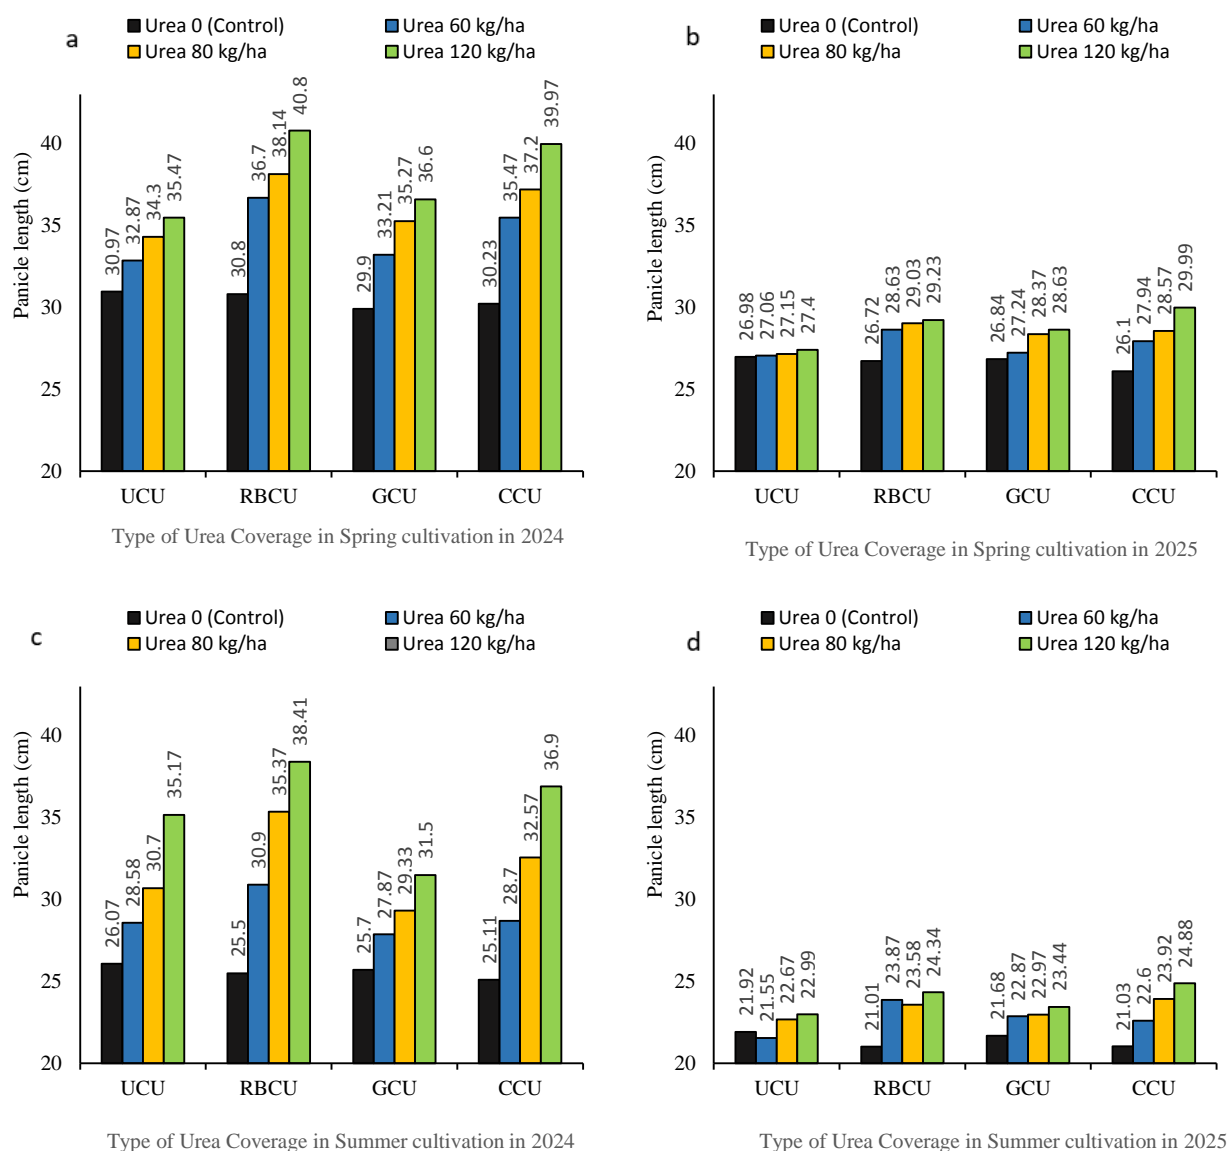 a
Urea 0 (Control) Urea 60 kg/ha
Urea 80 kg/ha Urea 120 kg/ha
Panicle length (cm)
40
35
30
25
20
30.97 32.87 34.3 35.47
30.8 36.7 38.14 40.8
29.9 33.21 35.27 36.6
30.23 35.47 37.2 39.97
UCU RBCU GCU CCU
Type of Urea Coverage in Spring cultivation in 2024
b
Urea 0 (Control) Urea 60 kg/ha
Urea 80 kg/ha Urea 120 kg/ha
Panicle length (cm)
40
35
30
25
20
26.98 27.06 27.15 27.4
26.72 28.63 29.03 29.23
26.84 27.24 28.37 28.63
26.1 27.94 28.57 29.99
UCU RBCU GCU CCU
Type of Urea Coverage in Spring cultivation in 2025
c
Urea 0 (Control) Urea 60 kg/ha
Urea 80 kg/ha Urea 120 kg/ha
Panicle length (cm)
40
35
30
25
20
26.07 28.58 30.7 35.17
25.5 30.9 35.37 38.41
25.7 27.87 29.33 31.5
25.11 28.7 32.57 36.9
UCU RBCU GCU CCU
Type of Urea Coverage in Summer cultivation in 2024
d
Urea 0 (Control) Urea 60 kg/ha
Urea 80 kg/ha Urea 120 kg/ha
Panicle length (cm)
40
35
30
25
20
21.92 21.55 22.67 22.99
21.01 23.87 23.58 24.34
21.68 22.87 22.97 23.44
21.03 22.6 23.92 24.88
UCU RBCU GCU CCU
Type of Urea Coverage in Summer cultivation in 2025